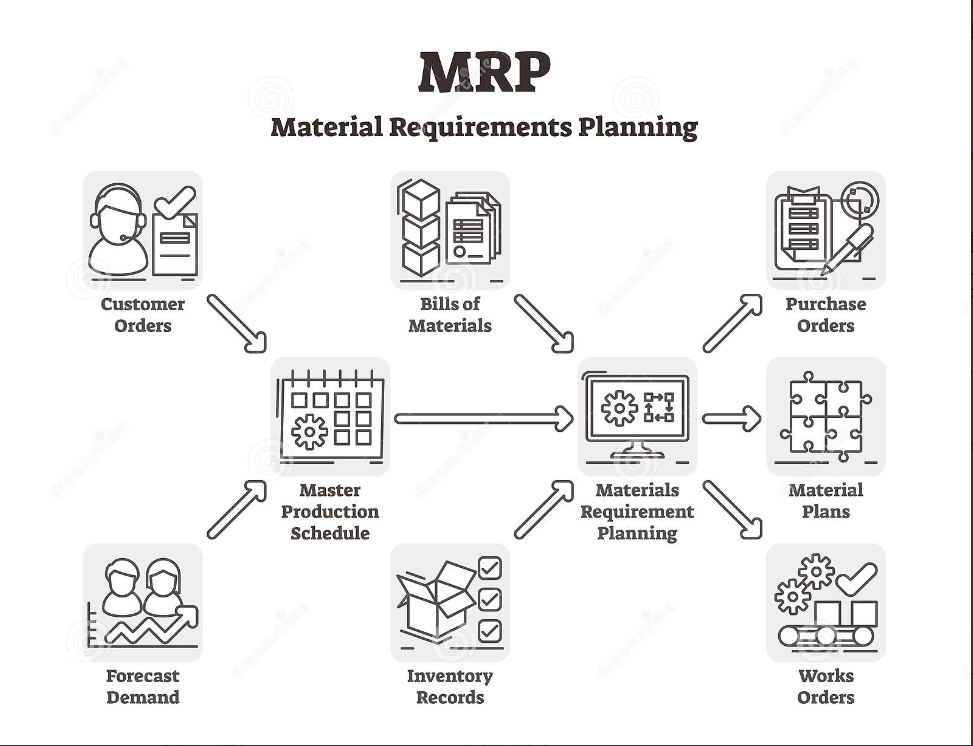 MRP
Material Requirements Planning
Customer
Orders
Bills of
Materials
Purchase
Orders
Master
Production
Schedule
Materials
Requirement
Planning
Material
Plans
Forecast
Demand
Inventory
Records
Works
Orders
dreamstime